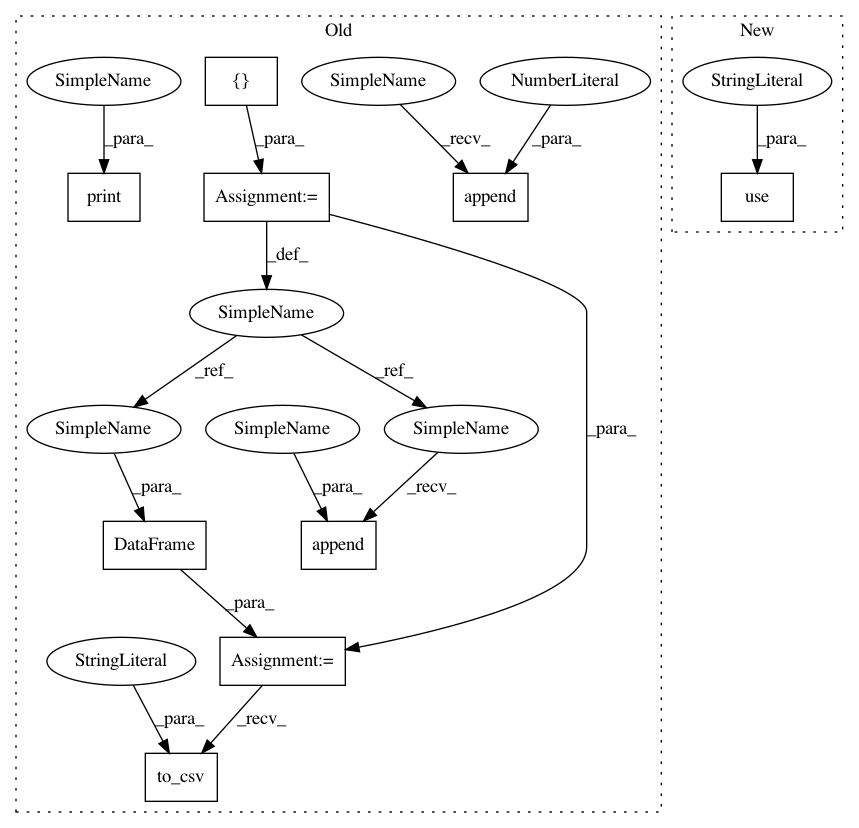 Old
New
SimpleName
{}
SimpleName
NumberLiteral
StringLiteral
_para_
_para_
_recv_
_para_
_para_
print
Assignment:=
append
use
_def_
SimpleName
_ref_
_ref_
_para_
SimpleName
SimpleName
SimpleName
_para_
_para_
_recv_
DataFrame
append
_para_
StringLiteral
Assignment:=
_para_
_recv_
to_csv